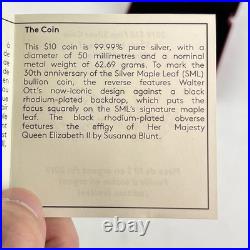 The Coin
This $10 coin is 99.99% pure silver, with a
diameter of 50 millimetres and a nominal
metal weight of 62.69 grams. To mark the
30th anniversary of the Silver Maple Leaf (SML)
bullion coin, the reverse features Walter
Ott's now-iconic design against a black
rhodium-plated backdrop, which puts the
focus squarely on the SML's signature maple
leaf. The black rhodium-plated obverse
features the effigy of Her Majesty
Queen Elizabeth II by Susanna Blunt.